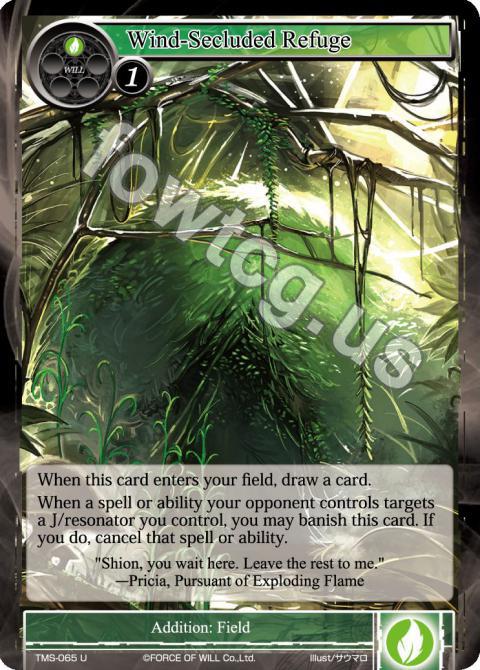 Wind-Secluded Refuge
WILL
1
fowtcg.us
When this card enters your field, draw a card.
When a spell or ability your opponent controls targets
a J/resonator you control, you may banish this card. If
you do, cancel that spell or ability.
"Shion, you wait here. Leave the rest to me."
—Pricia, Pursuant of Exploding Flame
Addition: Field
TMS-065 U
©FORCE OF WILL Co.,Ltd.
Illust/サウマロ